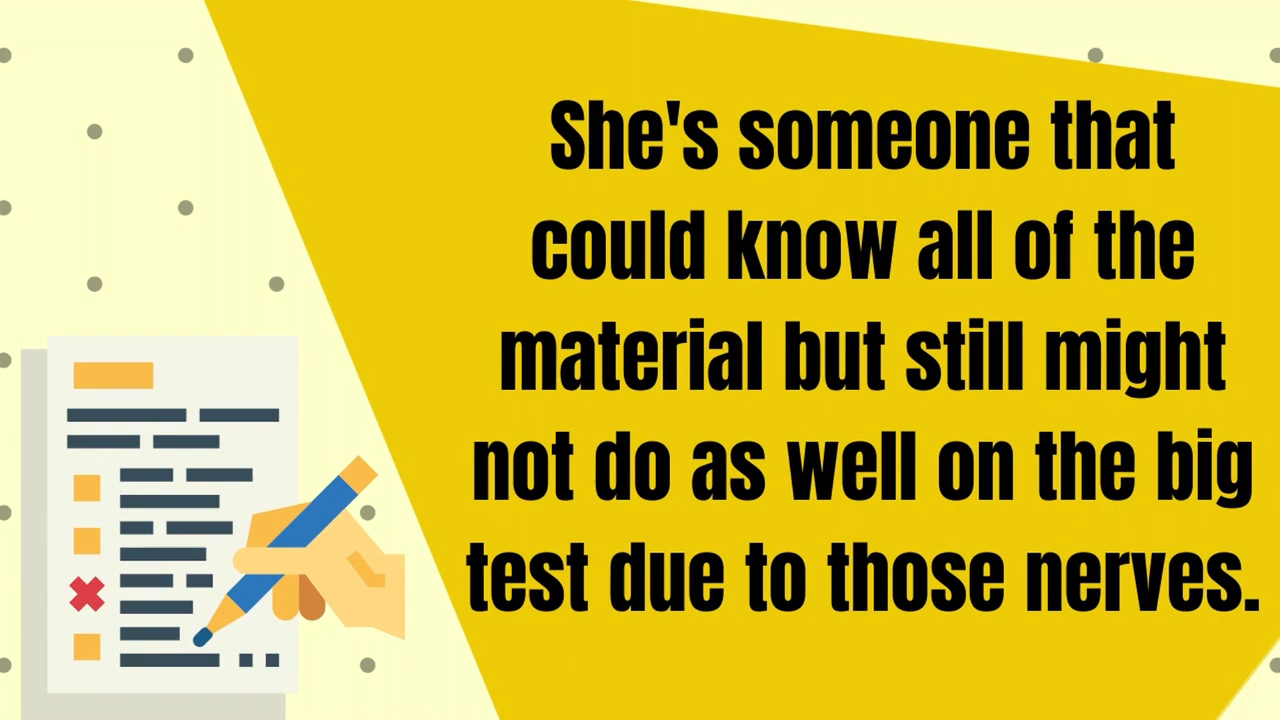 She's someone that
could know all of the
material but still might
not do as well on the big
test due to those nerves.